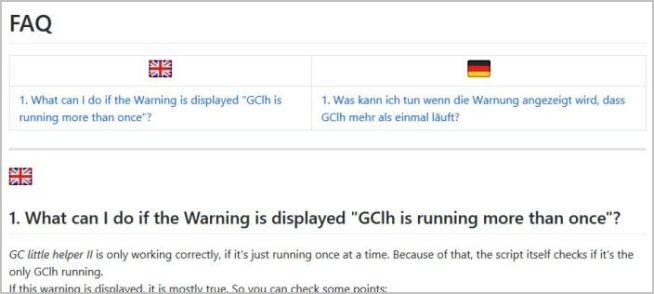 FAQ
1. What can I do if the Warning is displayed "GClh is
running more than once"?
1. Was kann ich tun wenn die Warnung angezeigt wird, dass
GClh mehr als einmal läuft?
1. What can I do if the Warning is displayed "GClh is running more than once"?
GC little helper II is only working correctly, if it's just running once at a time. Because of that, the script itself checks if it's the
only GClh running.
If this warning is displayed, it is mostly true. So you can check some points: